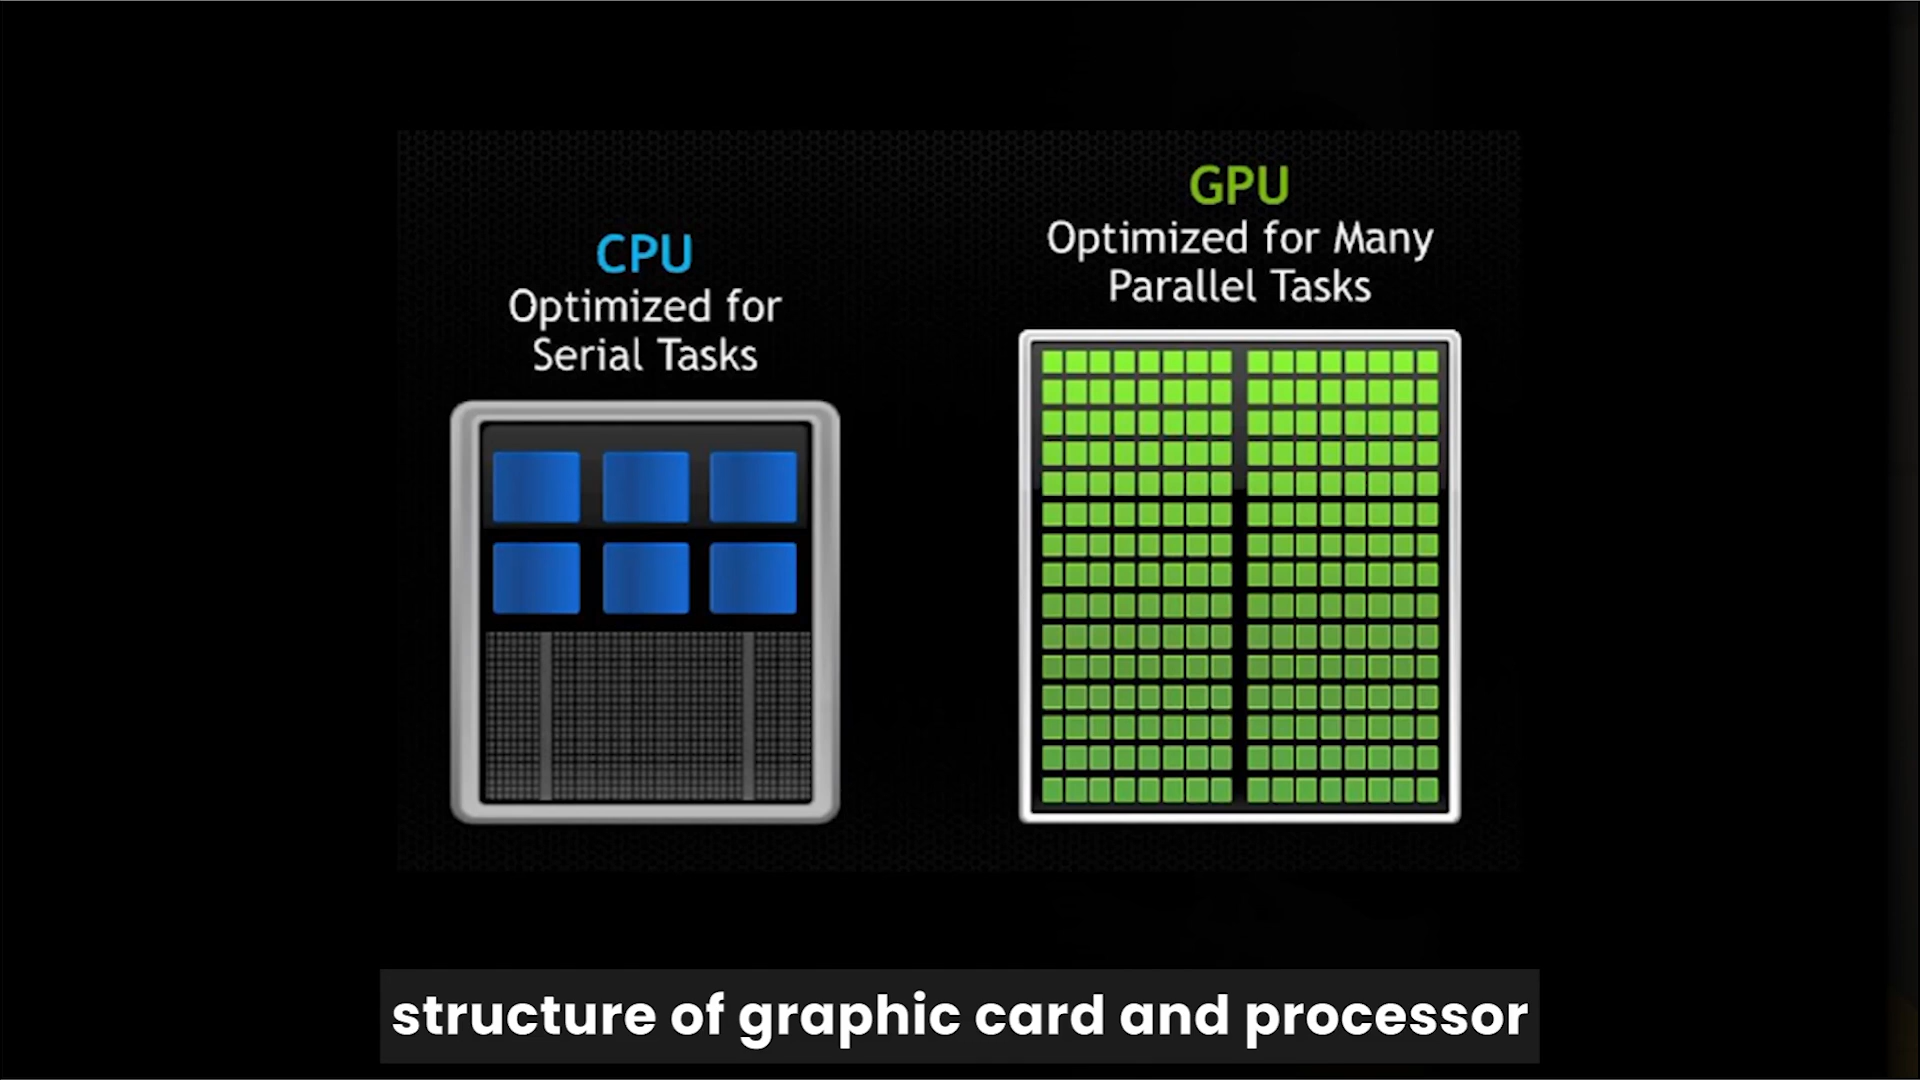 CPU
Optimized for
Serial Tasks
GPU
Optimized for Many
Parallel Tasks
structure of graphic card and processor